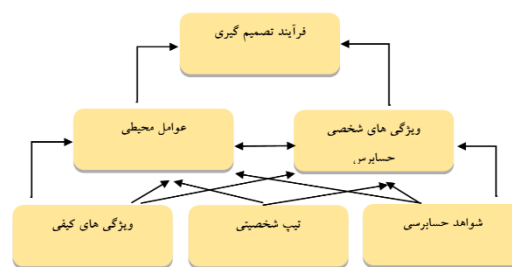 فرآیند تصمیم گیری
عوامل محیطی
ویژگی های شخصی
حسابرس
ویژگی های کیفی
تیپ شخصیتی
شواهد حسابرسی